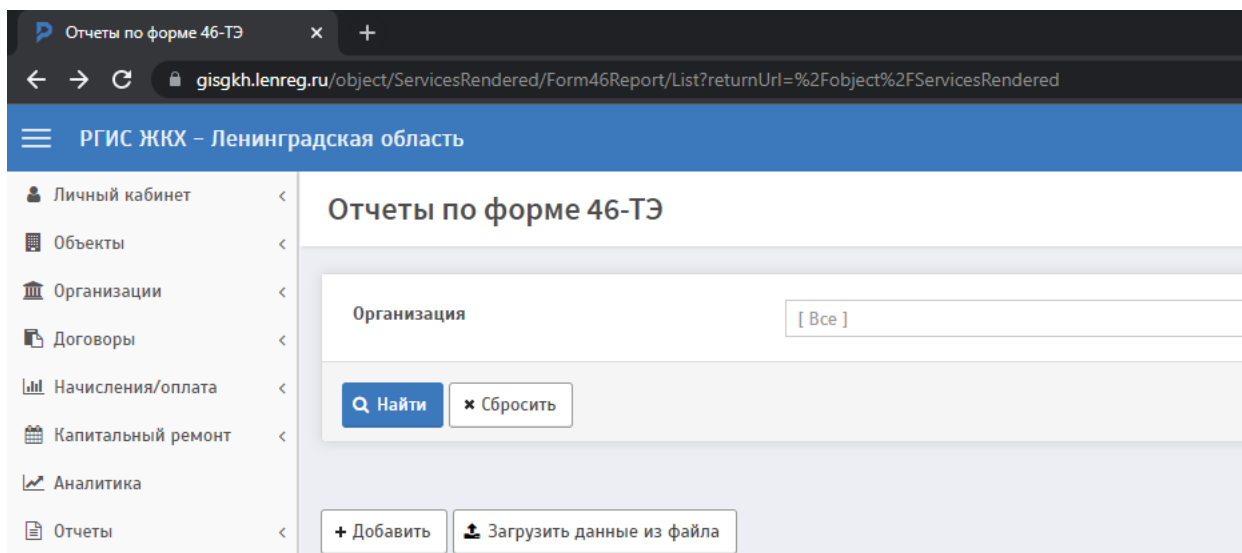 Отчеты по форме 46-ТЭ
gisgkh.lenreg.ru/object/ServicesRendered/Form46Report/List?returnUrl=%2Fobject%2FServicesRendered
РГИС ЖКХ – Ленинградская область
Личный кабинет
Объекты
Организации
Договоры
Начисления/оплата
Капитальный ремонт
Аналитика
Отчеты
Отчеты по форме 46-ТЭ
Организация
[ Все ]
Найти
Сбросить
Добавить
Загрузить данные из файла